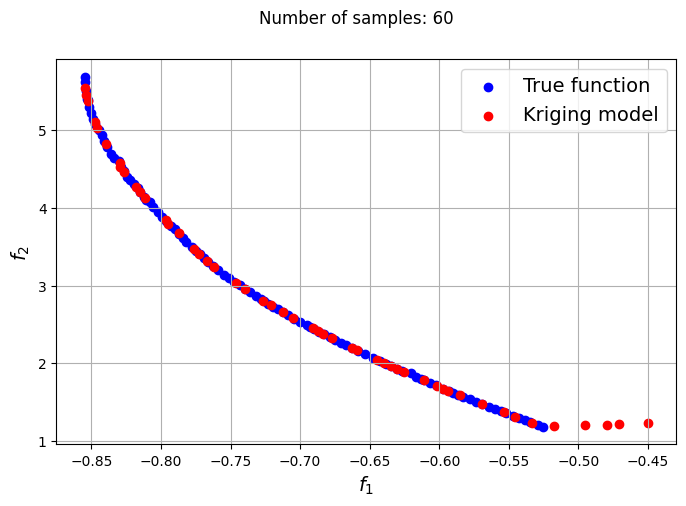 Number of samples: 60
True function
Kriging model
5
4
3
2
1
f₂
−0.85 −0.80 −0.75 −0.70 −0.65 −0.60 −0.55 −0.50 −0.45
f₁